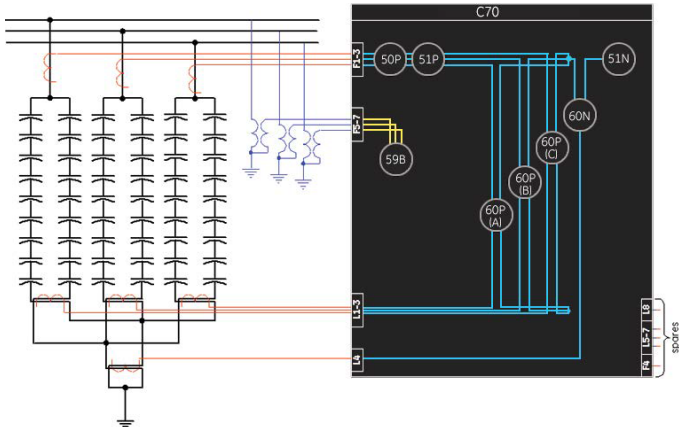 C70
F1-3
50P
51P
51N
60N
F5-7
59B
60P
(C)
60P
(B)
60P
(A)
L1-3
L8
L5-7
F4
spares
L4